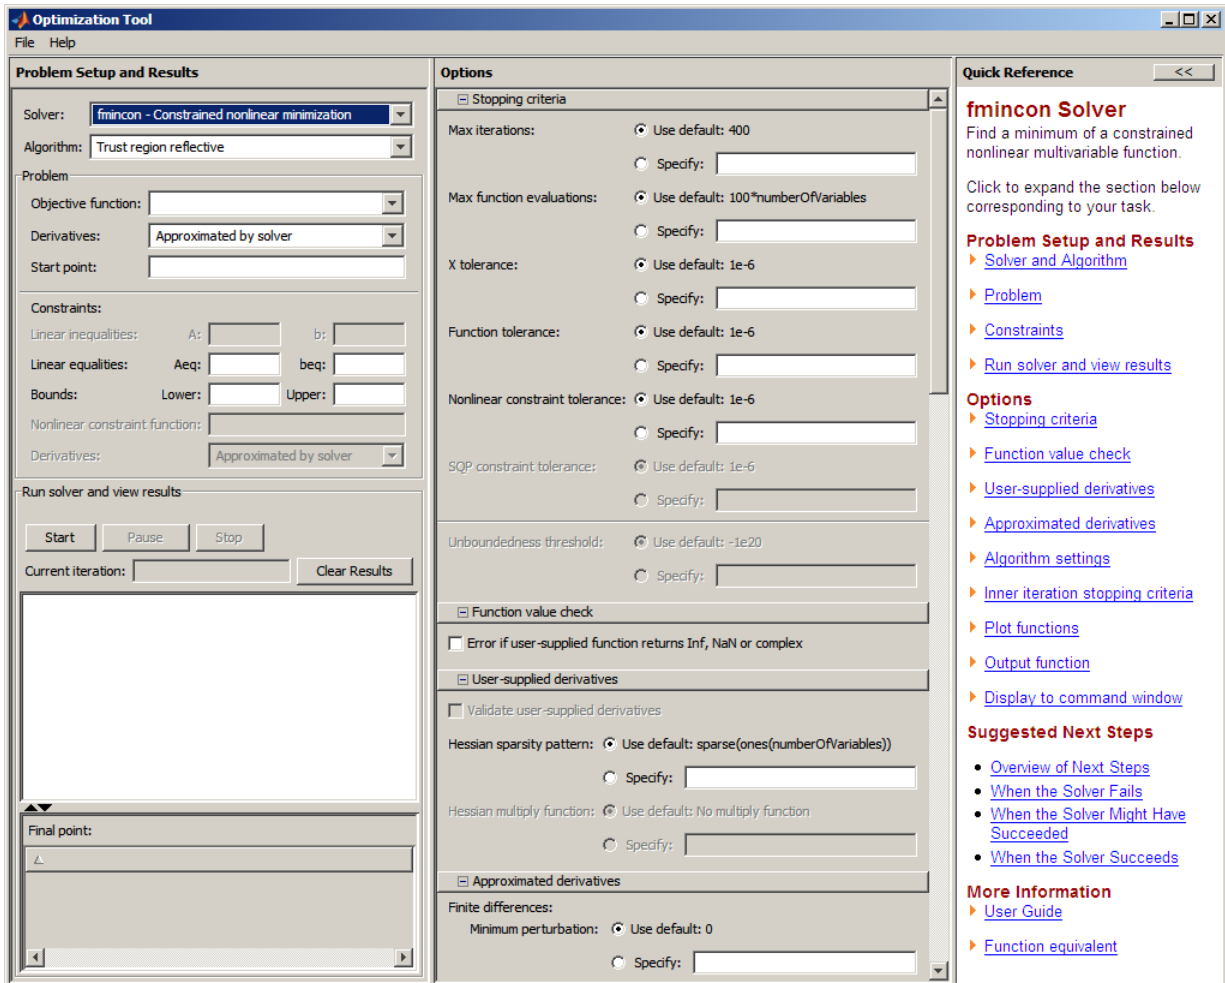 Optimization Tool
File Help
Problem Setup and Results
Solver: fmincon - Constrained nonlinear minimization
Algorithm: Trust region reflective
Problem
Objective function:
Derivatives: Approximated by solver
Start point:
Constraints:
Linear inequalities: A: b:
Linear equalities: Aeq: beq:
Bounds: Lower: Upper:
Nonlinear constraint function:
Derivatives: Approximated by solver
Run solver and view results
Start Pause Stop
Current iteration: Clear Results
Final point:
Options
Stopping criteria
Max iterations: Use default: 400
Specify:
Max function evaluations: Use default: 100*numberOfVariables
Specify:
X tolerance: Use default: 1e-6
Specify:
Function tolerance: Use default: 1e-6
Specify:
Nonlinear constraint tolerance: Use default: 1e-6
Specify:
SQP constraint tolerance: Use default: 1e-6
Specify:
Unboundedness threshold: Use default: -1e20
Specify:
Function value check
Error if user-supplied function returns Inf, NaN or complex
User-supplied derivatives
Validate user-supplied derivatives
Hessian sparsity pattern: Use default: sparse(ones(numberOfVariables))
Specify:
Hessian multiply function: Use default: No multiply function
Specify:
Approximated derivatives
Finite differences:
Minimum perturbation: Use default: 0
Specify:
Quick Reference <<
fmincon Solver
Find a minimum of a constrained
nonlinear multivariable function.
Click to expand the section below
corresponding to your task.
Problem Setup and Results
Solver and Algorithm
Problem
Constraints
Run solver and view results
Options
Stopping criteria
Function value check
User-supplied derivatives
Approximated derivatives
Algorithm settings
Inner iteration stopping criteria
Plot functions
Output function
Display to command window
Suggested Next Steps
Overview of Next Steps
When the Solver Fails
When the Solver Might Have
Succeeded
When the Solver Succeeds
More Information
User Guide
Function equivalent